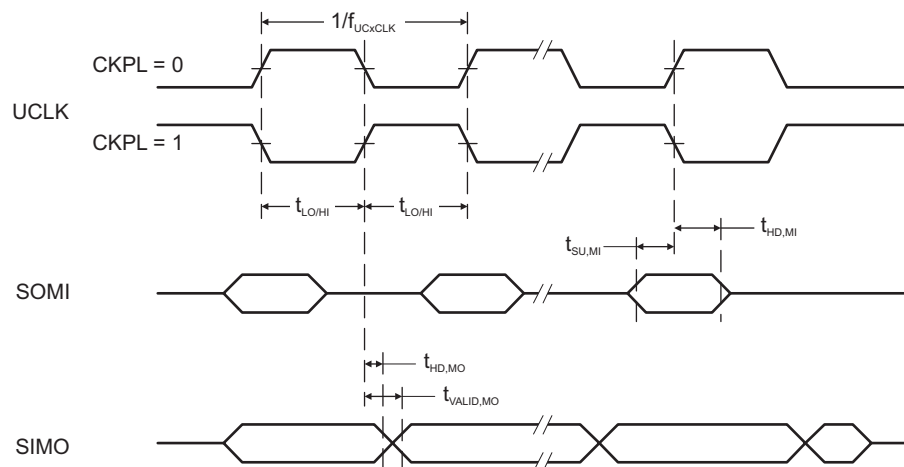 1/fUCxCLK
CKPL = 0
UCLK
CKPL = 1
tLO/HI
tLO/HI
tHD,MI
tSU,MI
SOMI
tHD,MO
tVALID,MO
SIMO